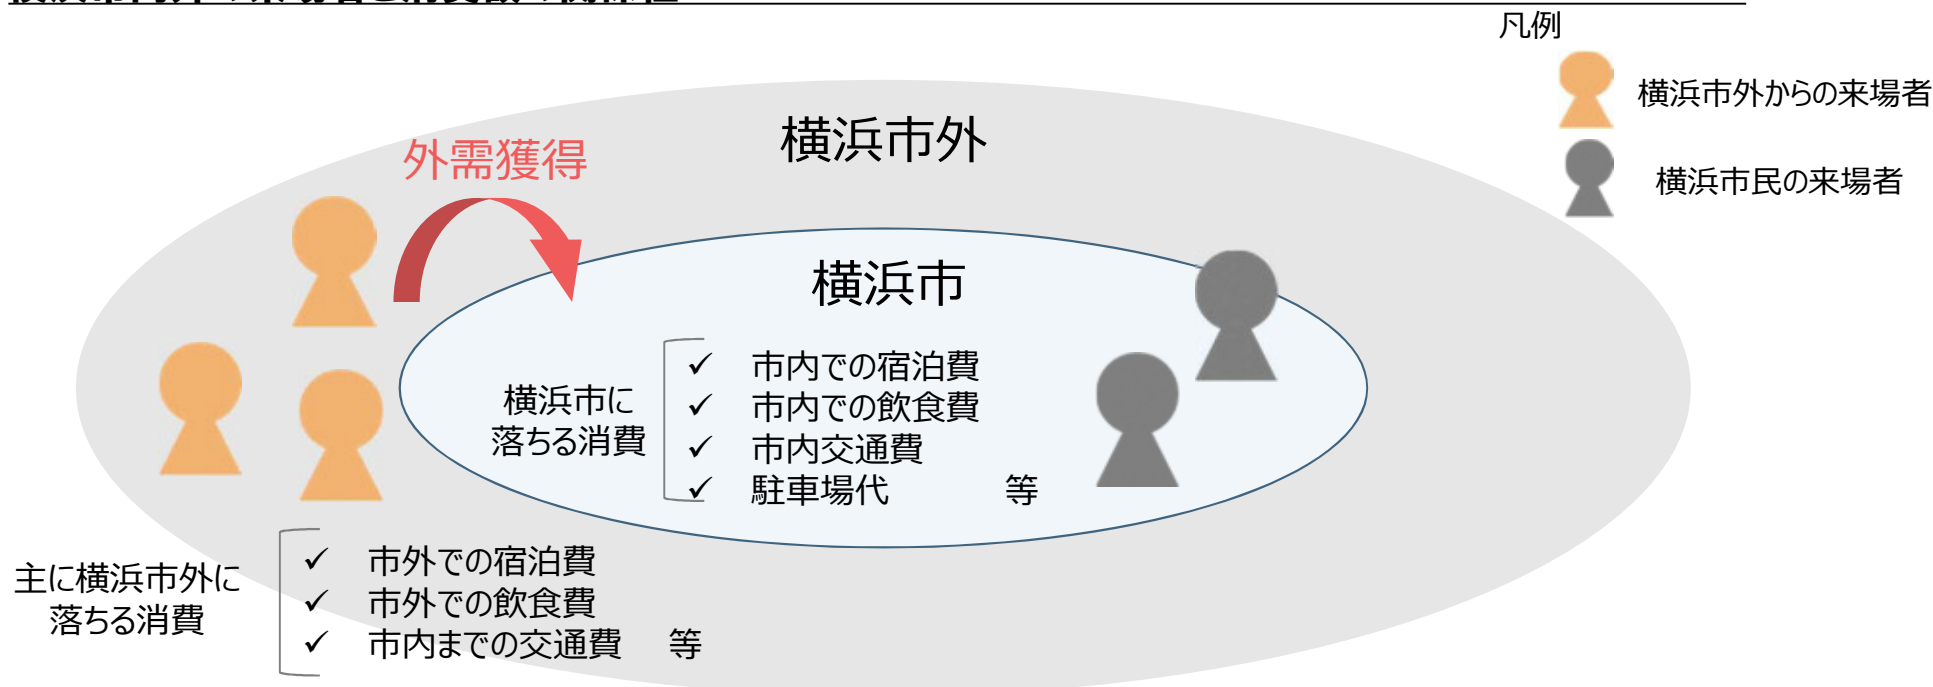 凡例
横浜市外からの来場者
横浜市民の来場者
横浜市外
外需獲得
横浜市
横浜市に
落ちる消費
✓ 市内での宿泊費
✓ 市内での飲食費
✓ 市内交通費
✓ 駐車場代 等
主に横浜市外に
落ちる消費
✓ 市外での宿泊費
✓ 市外での飲食費
✓ 市内までの交通費 等